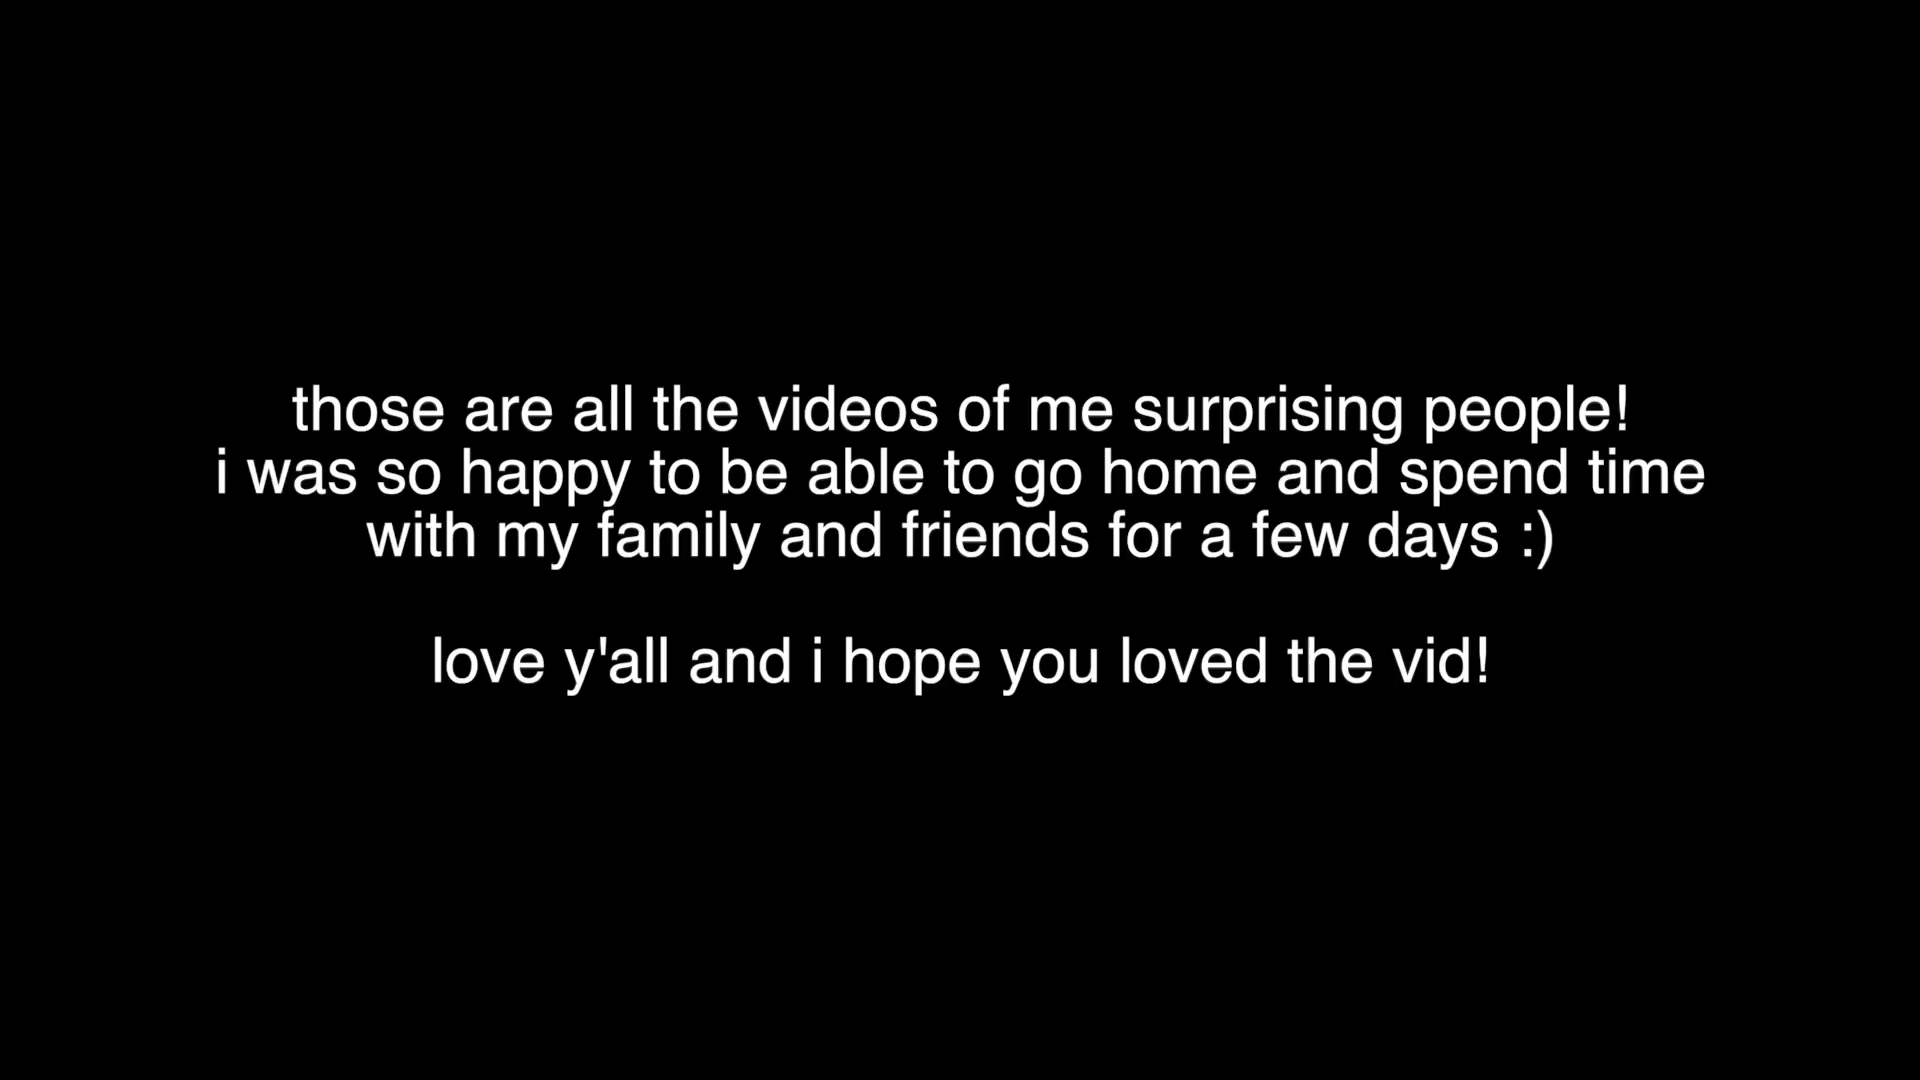 those are all the videos of me surprising people!
i was so happy to be able to go home and spend time
with my family and friends for a few days :)
love y'all and i hope you loved the vid!